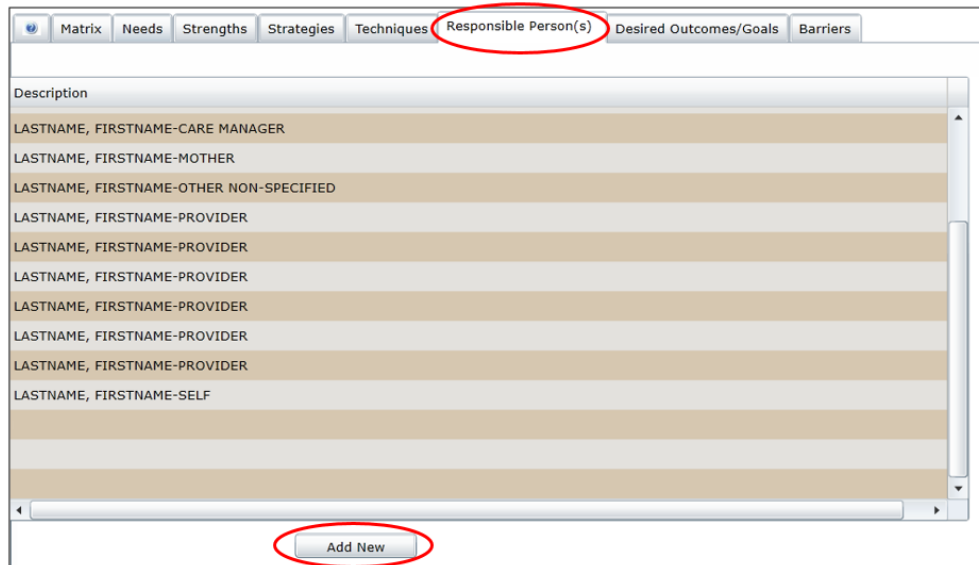 Matrix Needs Strengths Strategies Techniques Responsible Person(s) Desired Outcomes/Goals Barriers
Description
LASTNAME, FIRSTNAME-CARE MANAGER
LASTNAME, FIRSTNAME-MOTHER
LASTNAME, FIRSTNAME-OTHER NON-SPECIFIED
LASTNAME, FIRSTNAME-PROVIDER
LASTNAME, FIRSTNAME-PROVIDER
LASTNAME, FIRSTNAME-PROVIDER
LASTNAME, FIRSTNAME-PROVIDER
LASTNAME, FIRSTNAME-PROVIDER
LASTNAME, FIRSTNAME-PROVIDER
LASTNAME, FIRSTNAME-SELF
Add New